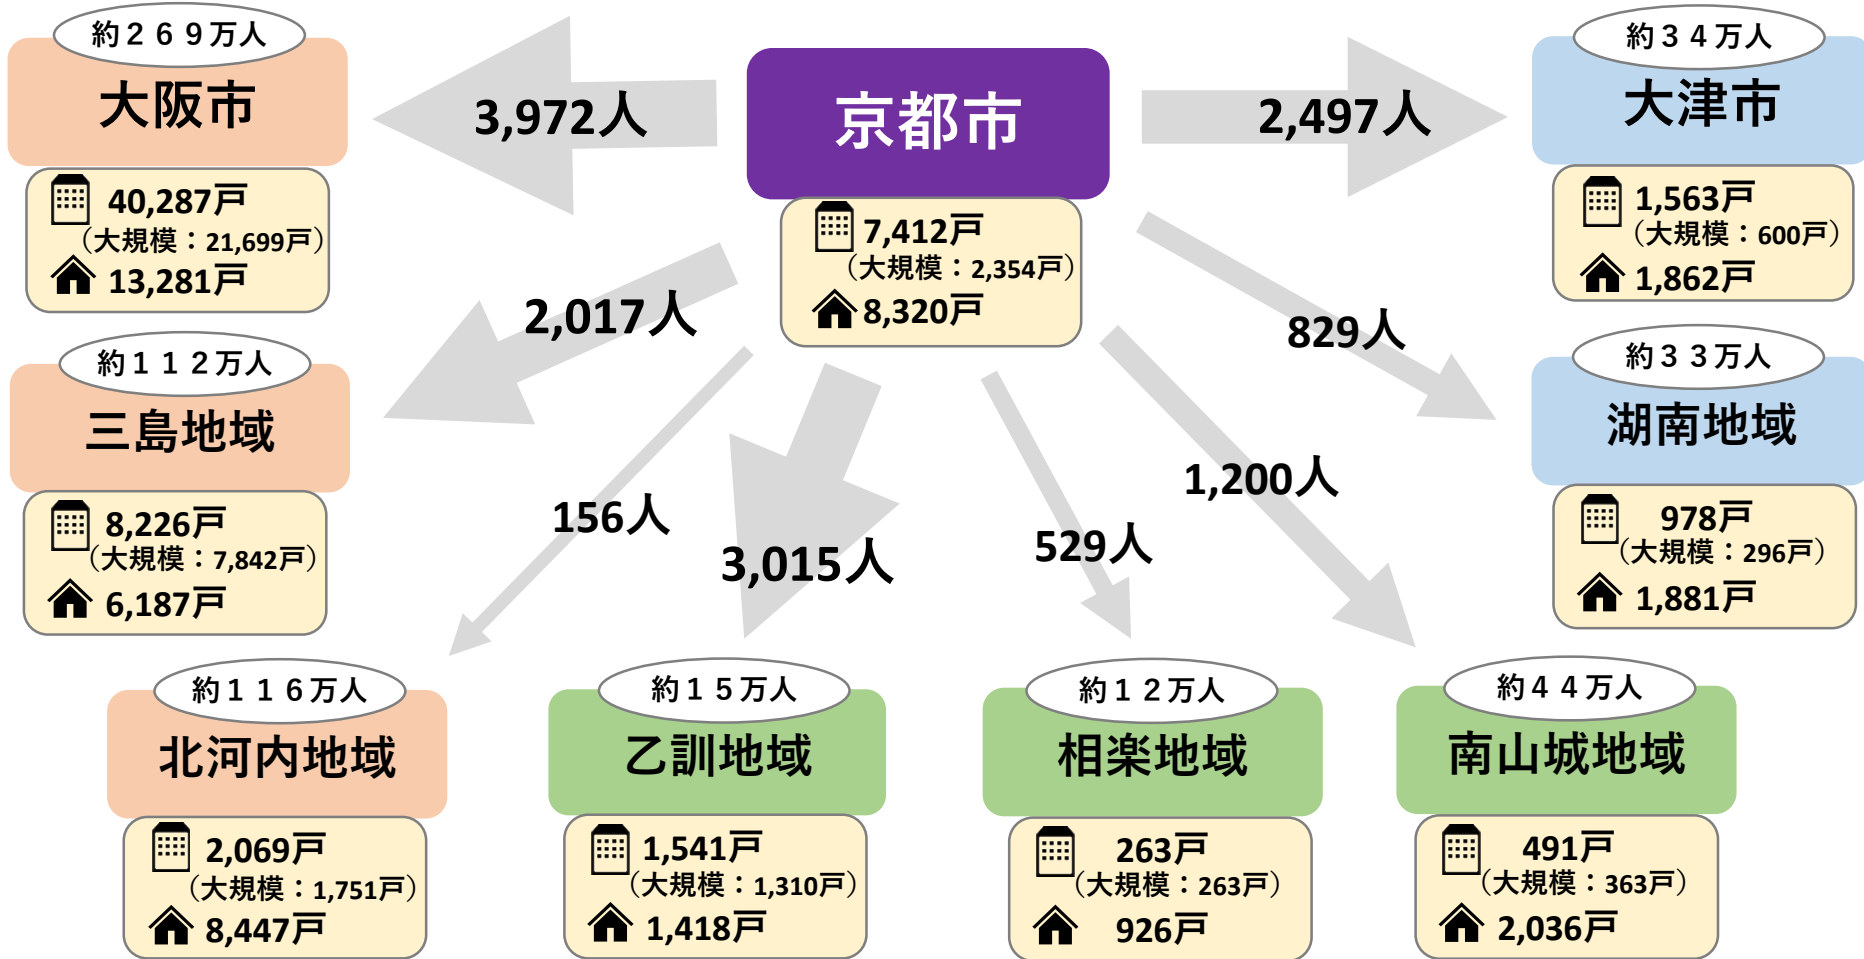 約２６９万人
大阪市
40,287戸
（大規模：21,699戸）
13,281戸
3,972人
京都市
7,412戸
（大規模：2,354戸）
8,320戸
2,497人
約３４万人
大津市
1,563戸
（大規模：600戸）
1,862戸
2,017人
829人
約１１２万人
三島地域
8,226戸
（大規模：7,842戸）
6,187戸
156人
3,015人
529人
1,200人
約３３万人
湖南地域
978戸
（大規模：296戸）
1,881戸
約１１６万人
北河内地域
2,069戸
（大規模：1,751戸）
8,447戸
約１５万人
乙訓地域
1,541戸
（大規模：1,310戸）
1,418戸
約１２万人
相楽地域
263戸
（大規模：263戸）
926戸
約４４万人
南山城地域
491戸
（大規模：363戸）
2,036戸